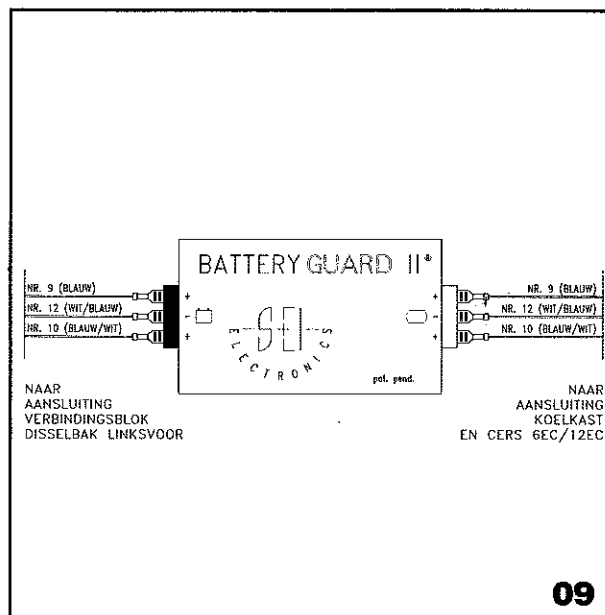 BATTERY GUARD II®
NR. 9 (BLAUW)
NR. 12 (WIT/BLAUW)
NR. 10 (BLAUW/WIT)
+
-
+
SEI
ELECTRONICS
pat. pend.
+
-
+
NR. 9 (BLAUW)
NR. 12 (WIT/BLAUW)
NR. 10 (BLAUW/WIT)
NAAR
AANSLUITING
VERBINDINGSBLOK
DISSELBAK LINKSVOOR
NAAR
AANSLUITING
KOELKAST
EN CERS 6EC/12EC
09